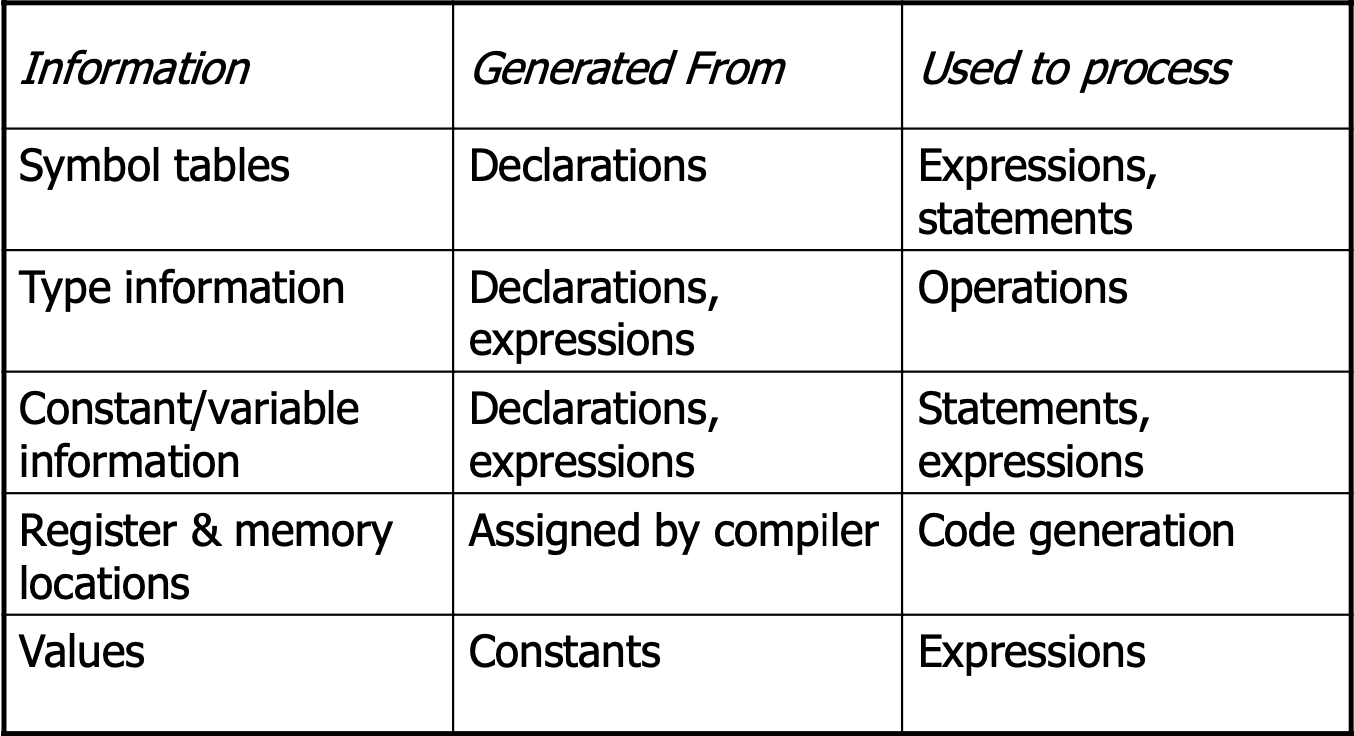 Information
Generated From
Used to process
Symbol tables
Declarations
Expressions,
statements
Type information
Declarations,
expressions
Operations
Constant/variable
information
Declarations,
expressions
Statements,
expressions
Register & memory
locations
Assigned by compiler
Code generation
Values
Constants
Expressions